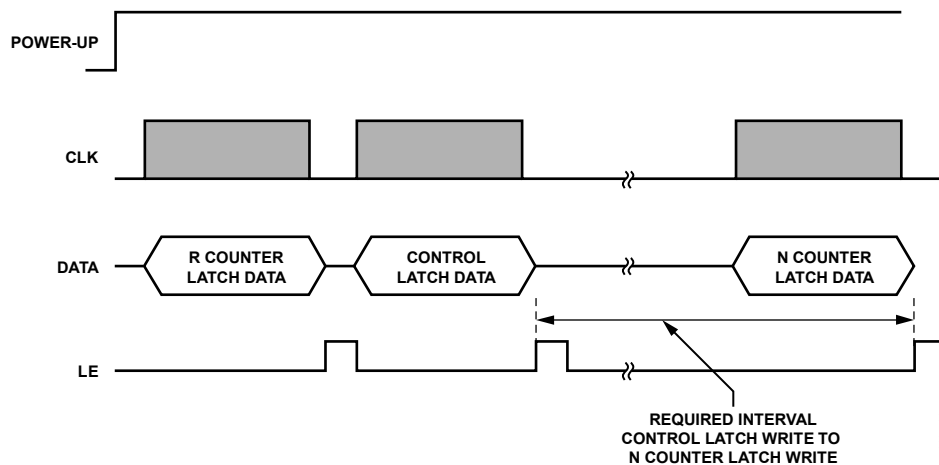 POWER-UP
CLK
DATA
R COUNTER
LATCH DATA
CONTROL
LATCH DATA
N COUNTER
LATCH DATA
LE
REQUIRED INTERVAL
CONTROL LATCH WRITE TO
N COUNTER LATCH WRITE